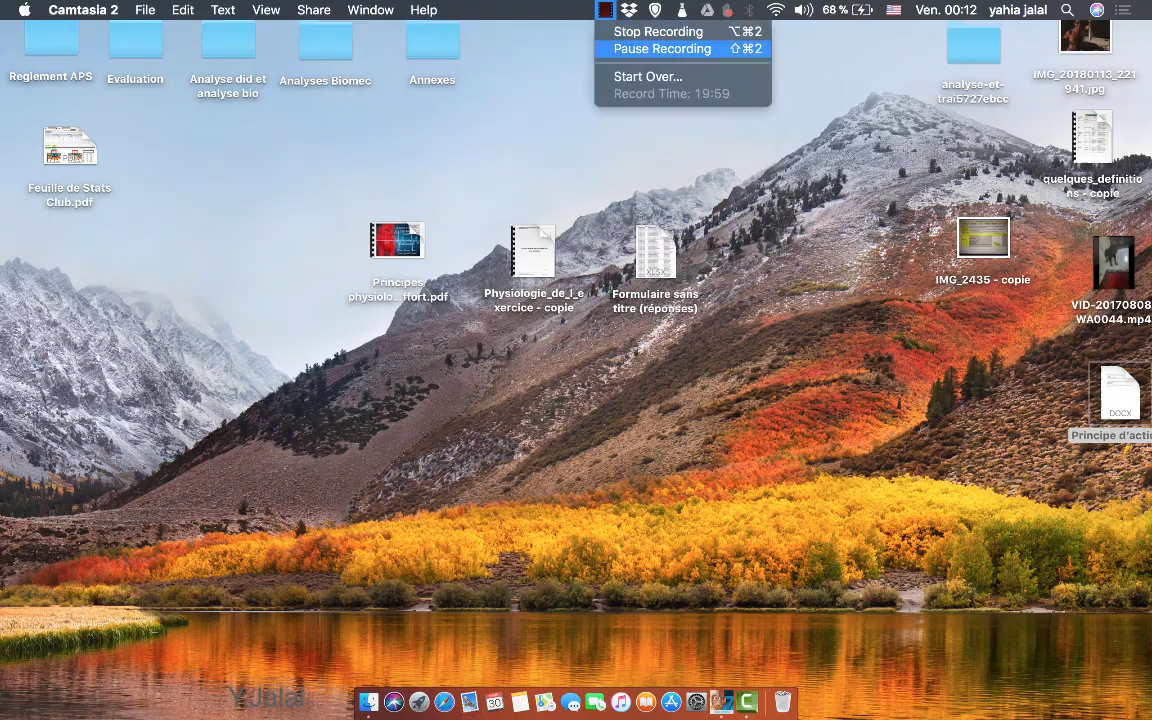 Camtasia 2 File Edit Text View Share Window Help 68 % Ven. 00:12 yahia jalal
Stop Recording ⌥⌘2
Pause Recording ⇧⌘2
Start Over...
Record Time: 19:59
Reglement APS
Evaluation
Analyse did et
analyse bio
Analyses Biomec
Annexes
analyse-et-
trai5727ebcc
IMG_20180113_221
941.jpg
Feuille de Stats
Club.pdf
quelques_definitio
ns - copie
Principes
physiolo...ffort.pdf
Physiologie_de_l_e
xercice - copie
XLSX
Formulaire sans
titre (réponses)
IMG_2435 - copie
VID-20170808
WA0044.mp4
DOCX
Principe d'actio
Y.Jalal
30